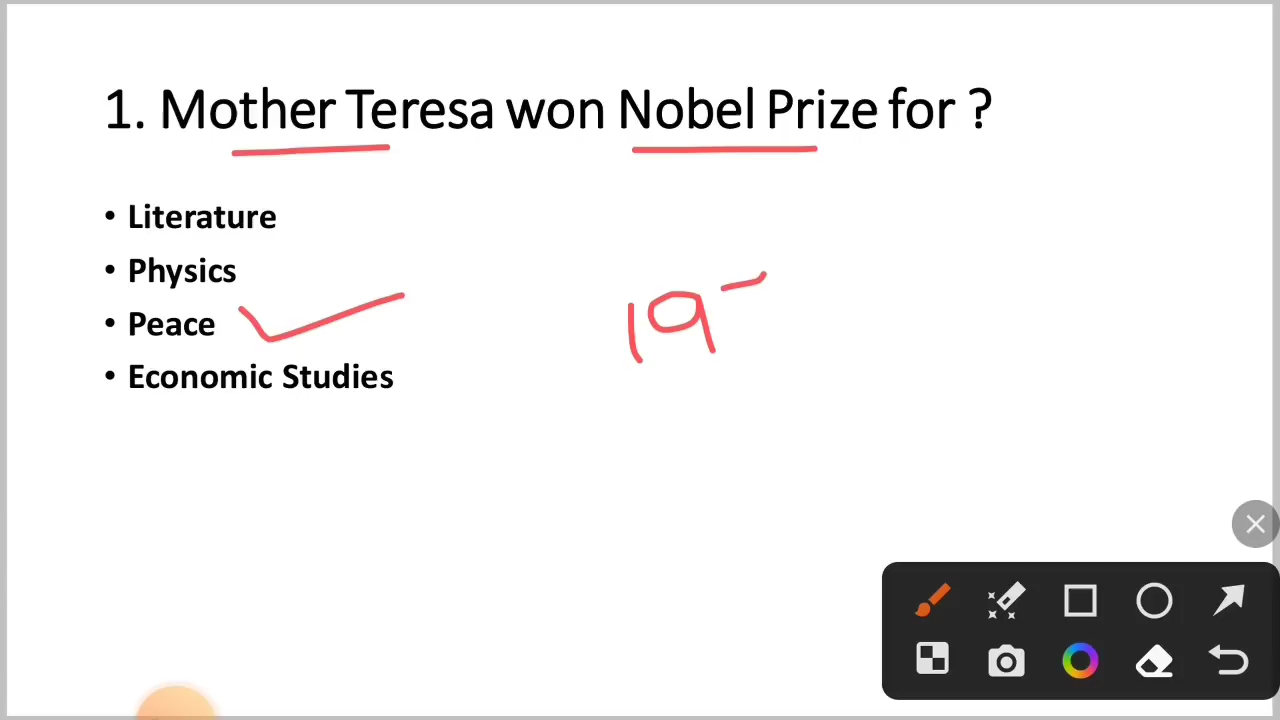 1. Mother Teresa won Nobel Prize for ?
• Literature
• Physics
• Peace
• Economic Studies
19